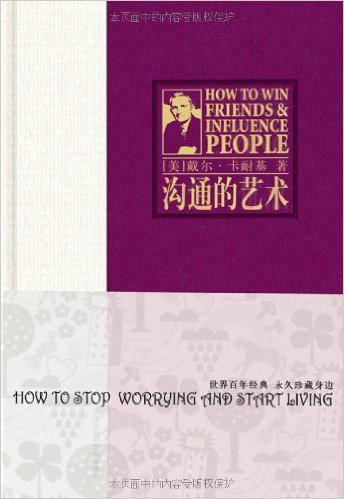 本页面中的内容受版权保护
HOW TO WIN
FRIENDS &
INFLUENCE
PEOPLE
[美]戴尔·卡耐基 著
沟通的艺术
世界百年经典 永久珍藏身边
HOW TO STOP WORRYING AND START LIVING
本页面中的内容受版权保护